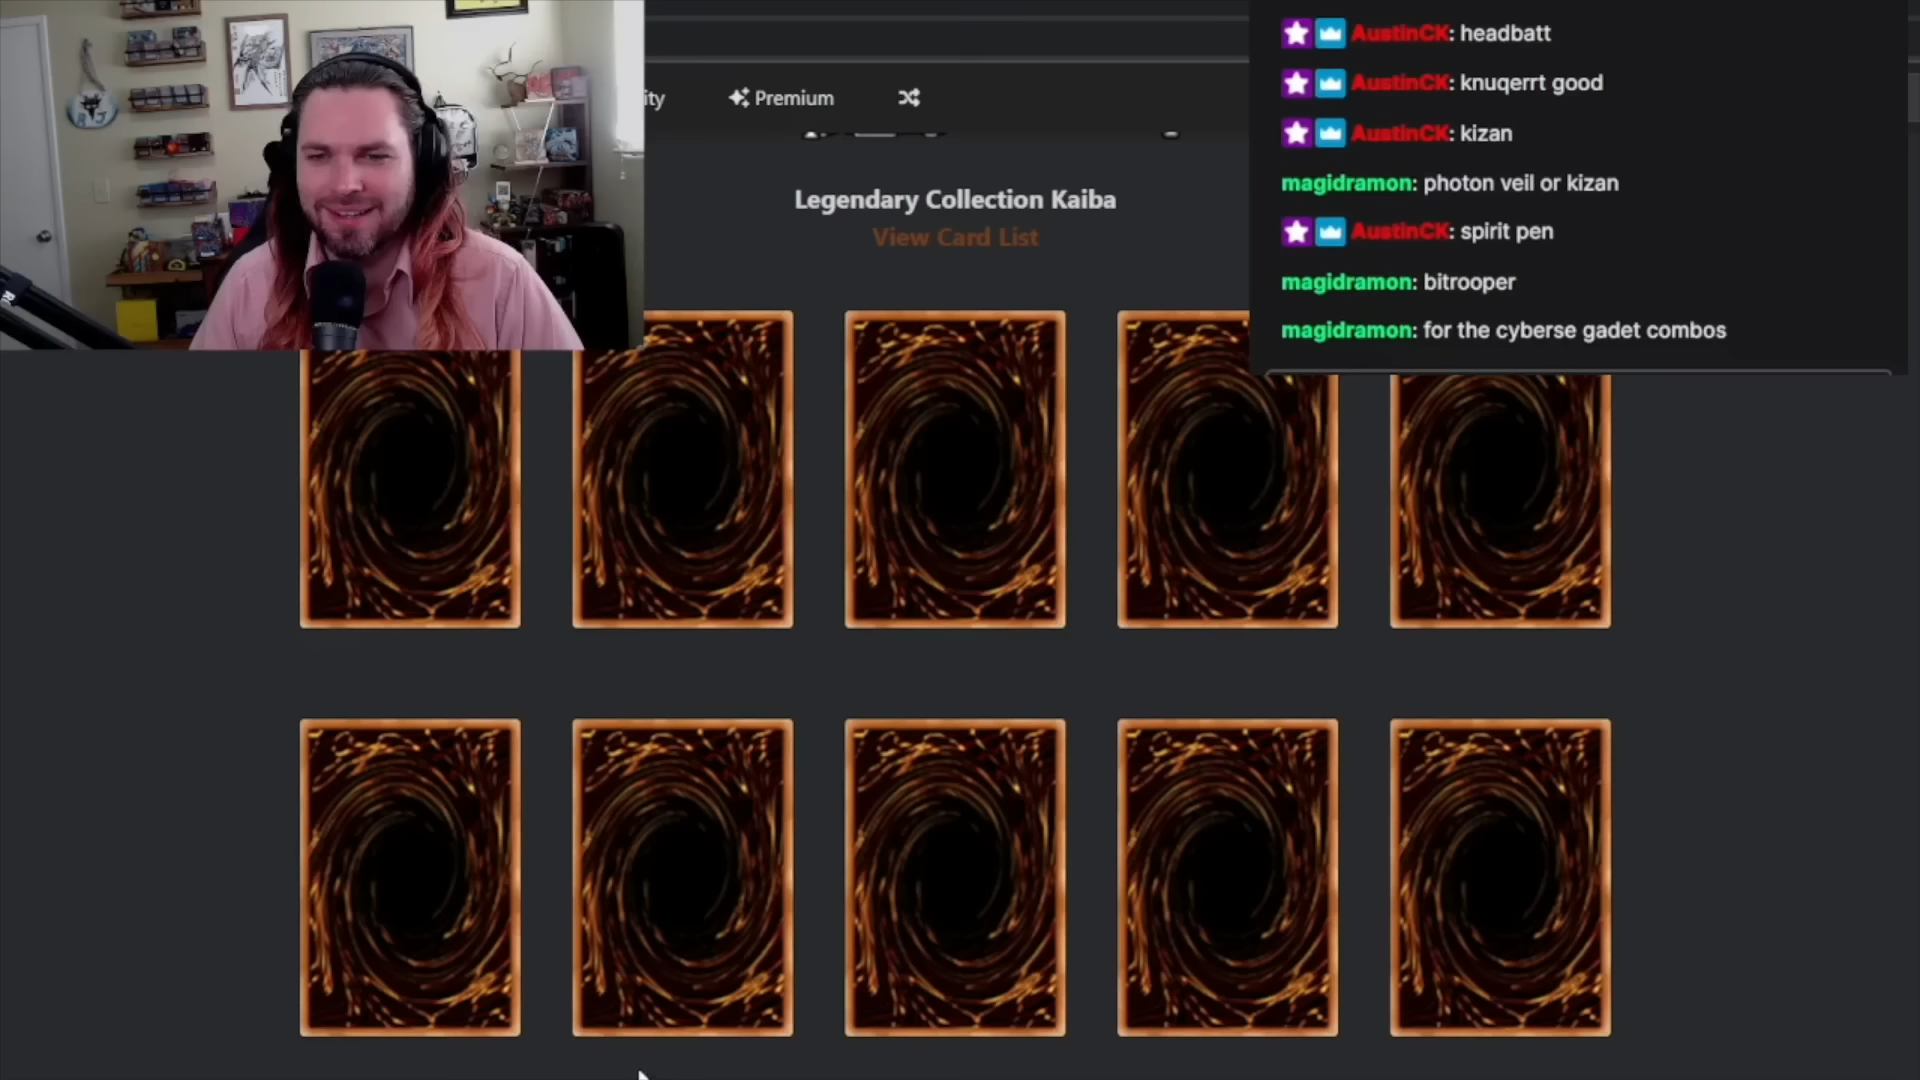 ity
Premium
Legendary Collection Kaiba
View Card List
AustinCK: headbatt
AustinCK: knuqerrt good
AustinCK: kizan
magidramon: photon veil or kizan
AustinCK: spirit pen
magidramon: bitrooper
magidramon: for the cyberse gadet combos